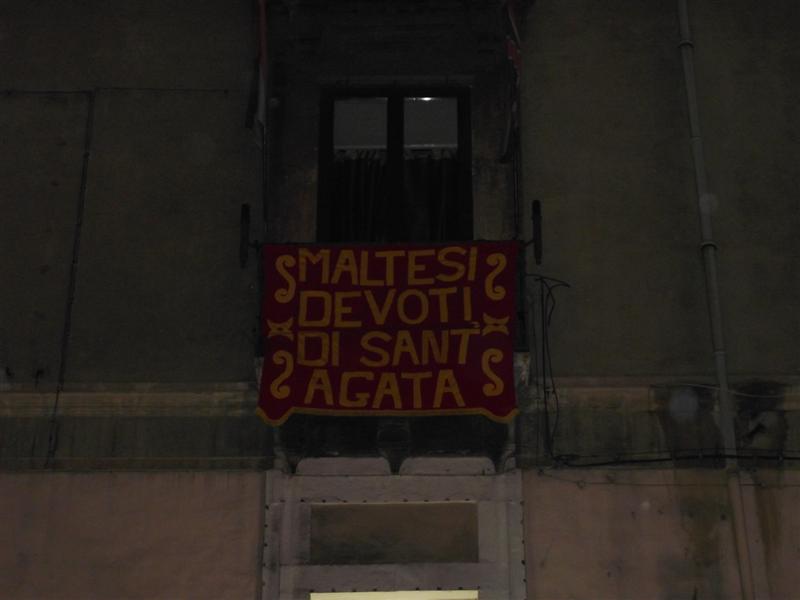 MALTESI
DEVOTI
DI SANT'
AGATA